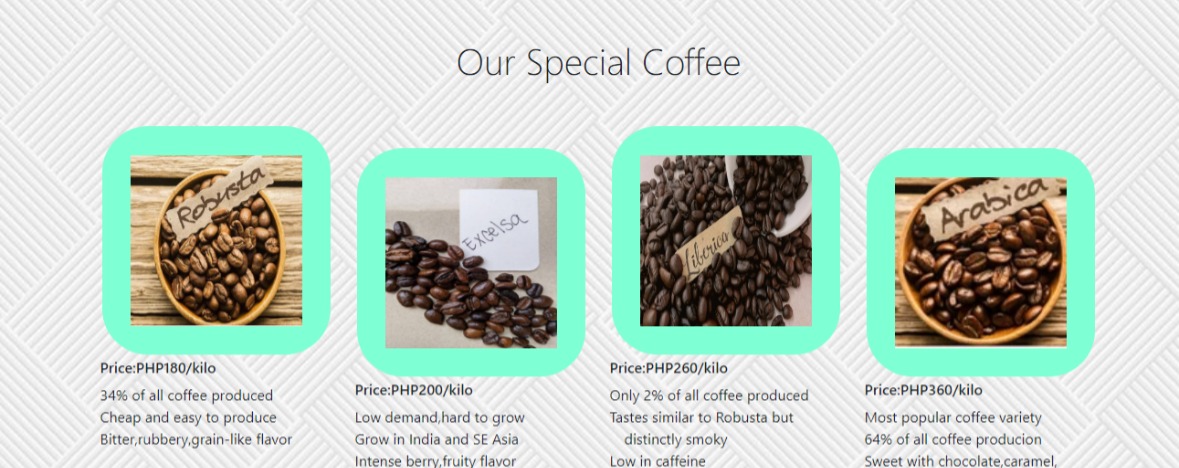 Our Special Coffee
Robusta
Excelsa
Liberica
Arabica
Price:PHP180/kilo
34% of all coffee produced
Cheap and easy to produce
Bitter,rubbery,grain-like flavor
Price:PHP200/kilo
Low demand,hard to grow
Grow in India and SE Asia
Intense berry,fruity flavor
Price:PHP260/kilo
Only 2% of all coffee produced
Tastes similar to Robusta but
distinctly smoky
Low in caffeine
Price:PHP360/kilo
Most popular coffee variety
64% of all coffee producion
Sweet with chocolate,caramel,